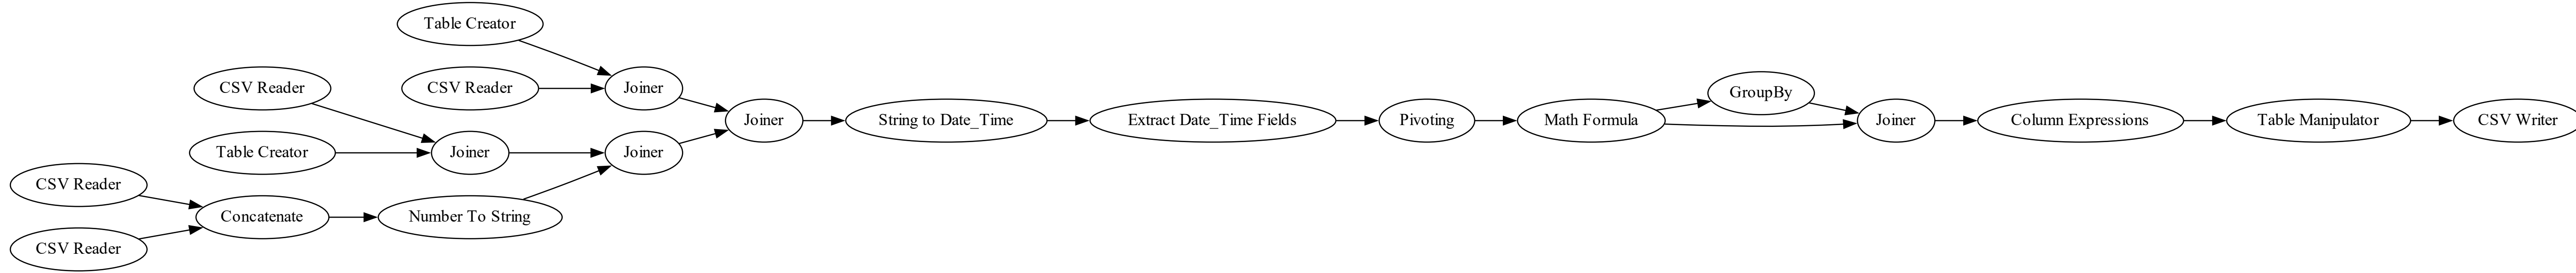 Table Creator
CSV Reader
CSV Reader
Joiner
Table Creator
Joiner
Joiner
Joiner
CSV Reader
Concatenate
Number To String
CSV Reader
String to Date_Time
Extract Date_Time Fields
Pivoting
Math Formula
GroupBy
Joiner
Column Expressions
Table Manipulator
CSV Writer